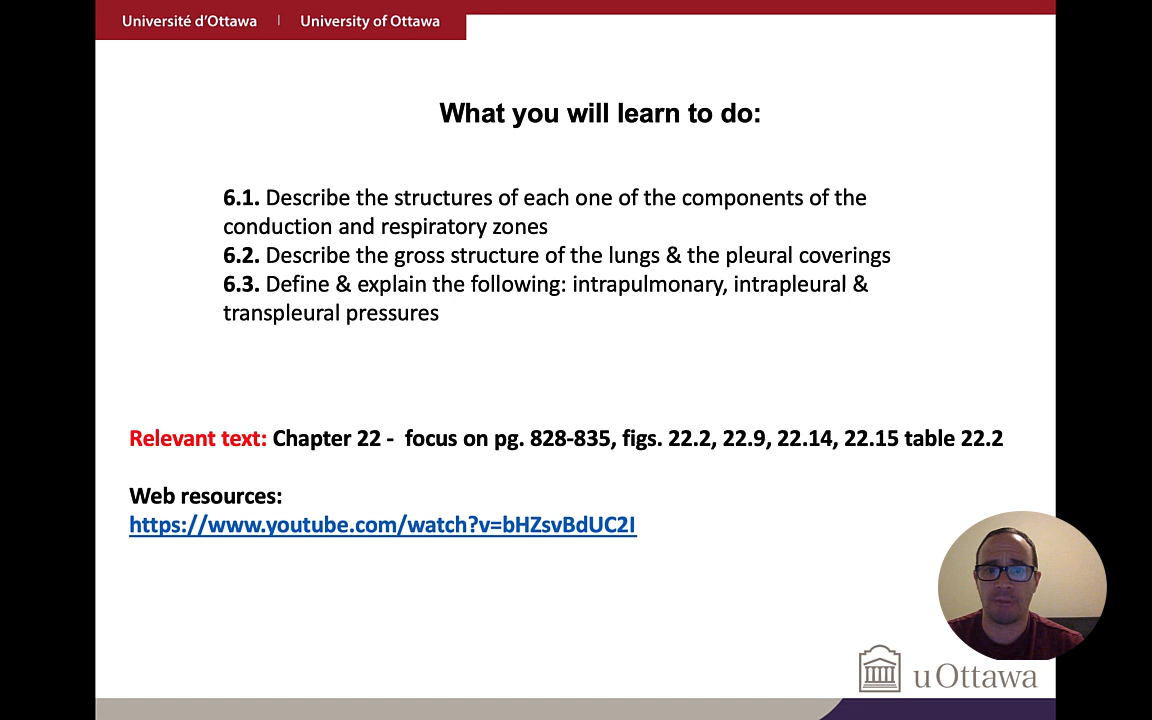 Université d'Ottawa | University of Ottawa
What you will learn to do:
6.1. Describe the structures of each one of the components of the
conduction and respiratory zones
6.2. Describe the gross structure of the lungs & the pleural coverings
6.3. Define & explain the following: intrapulmonary, intrapleural &
transpleural pressures
Relevant text: Chapter 22 - focus on pg. 828-835, figs. 22.2, 22.9, 22.14, 22.15 table 22.2
Web resources:
https://www.youtube.com/watch?v=bHZsvBdUC2I
uOttawa